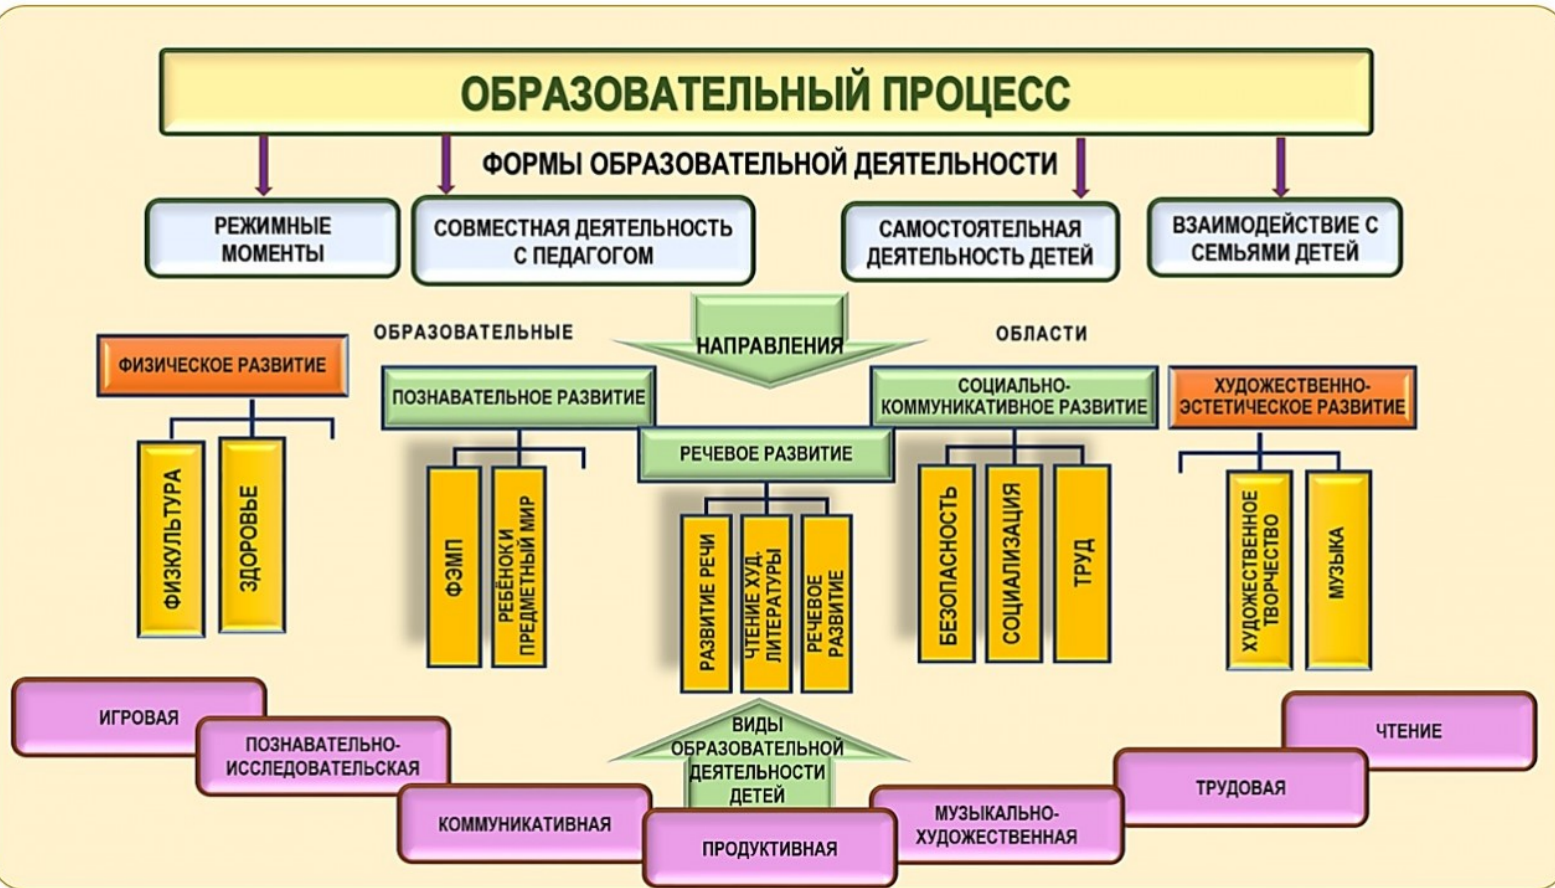 ОБРАЗОВАТЕЛЬНЫЙ ПРОЦЕСС
ФОРМЫ ОБРАЗОВАТЕЛЬНОЙ ДЕЯТЕЛЬНОСТИ
РЕЖИМНЫЕ
МОМЕНТЫ
СОВМЕСТНАЯ ДЕЯТЕЛЬНОСТЬ
С ПЕДАГОГОМ
САМОСТОЯТЕЛЬНАЯ
ДЕЯТЕЛЬНОСТЬ ДЕТЕЙ
ВЗАИМОДЕЙСТВИЕ С
СЕМЬЯМИ ДЕТЕЙ
ОБРАЗОВАТЕЛЬНЫЕ
НАПРАВЛЕНИЯ
ОБЛАСТИ
ФИЗИЧЕСКОЕ РАЗВИТИЕ
ПОЗНАВАТЕЛЬНОЕ РАЗВИТИЕ
РЕЧЕВОЕ РАЗВИТИЕ
СОЦИАЛЬНО-
КОММУНИКАТИВНОЕ РАЗВИТИЕ
ХУДОЖЕСТВЕННО-
ЭСТЕТИЧЕСКОЕ РАЗВИТИЕ
ФИЗКУЛЬТУРА
ЗДОРОВЬЕ
ФЭМП
РЕБЁНОК И
ПРЕДМЕТНЫЙ МИР
РАЗВИТИЕ РЕЧИ
ЧТЕНИЕ ХУД.
ЛИТЕРАТУРЫ
РЕЧЕВОЕ
РАЗВИТИЕ
БЕЗОПАСНОСТЬ
СОЦИАЛИЗАЦИЯ
ТРУД
ХУДОЖЕСТВЕННОЕ
ТВОРЧЕСТВО
МУЗЫКА
ВИДЫ
ОБРАЗОВАТЕЛЬНОЙ
ДЕЯТЕЛЬНОСТИ
ДЕТЕЙ
ИГРОВАЯ
ПОЗНАВАТЕЛЬНО-
ИССЛЕДОВАТЕЛЬСКАЯ
КОММУНИКАТИВНАЯ
ПРОДУКТИВНАЯ
МУЗЫКАЛЬНО-
ХУДОЖЕСТВЕННАЯ
ТРУДОВАЯ
ЧТЕНИЕ